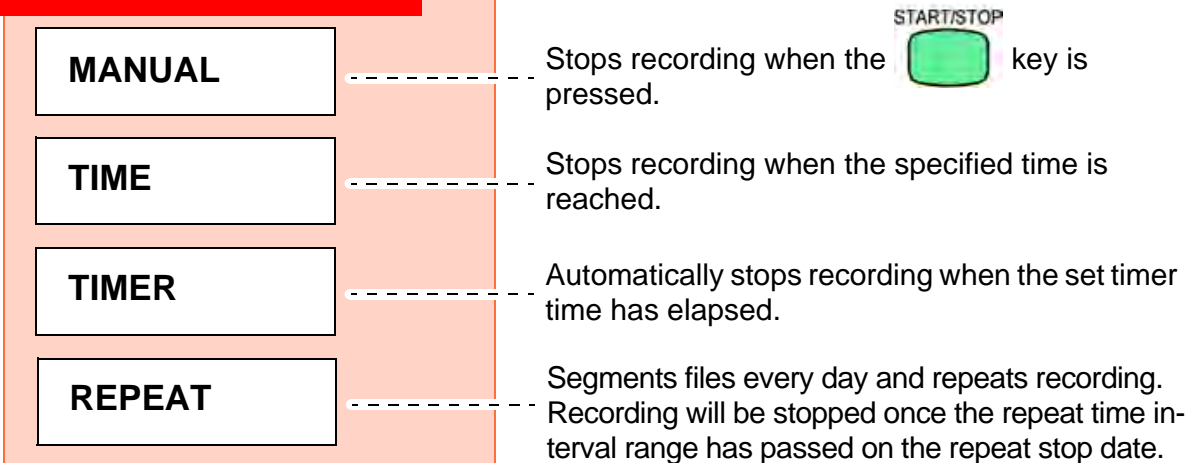 START/STOP
MANUAL
Stops recording when the key is
pressed.
TIME
Stops recording when the specified time is
reached.
TIMER
Automatically stops recording when the set timer
time has elapsed.
REPEAT
Segments files every day and repeats recording.
Recording will be stopped once the repeat time in-
terval range has passed on the repeat stop date.